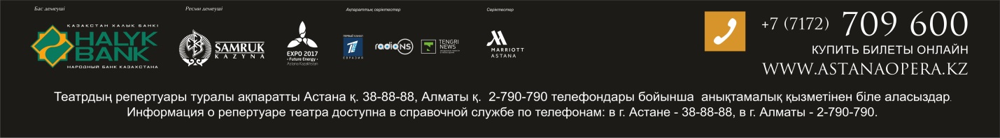 Бас демеуші
Ресми демеуші
Ақпараттық серіктестер
Серіктестер
ҚАЗАҚСТАН ХАЛЫҚ БАНКІ
HALYK
BANK
НАРОДНЫЙ БАНК КАЗАХСТАНА
SAMRUK
KAZYNA
EXPO 2017
Future Energy
Astana Kazakhstan
ПЕРВЫЙ КАНАЛ
ЕВРАЗИЯ
radioNS
TENGRI
NEWS
MARRIOTT
ASTANA
+7 (7172) 709 600
КУПИТЬ БИЛЕТЫ ОНЛАЙН
WWW.ASTANAOPERA.KZ
Театрдың репертуары туралы ақпаратты Астана қ. 38-88-88, Алматы қ. 2-790-790 телефондары бойынша анықтамалық қызметінен біле аласыздар.
Информация о репертуаре театра доступна в справочной службе по телефонам: в г. Астане - 38-88-88, в г. Алматы - 2-790-790.